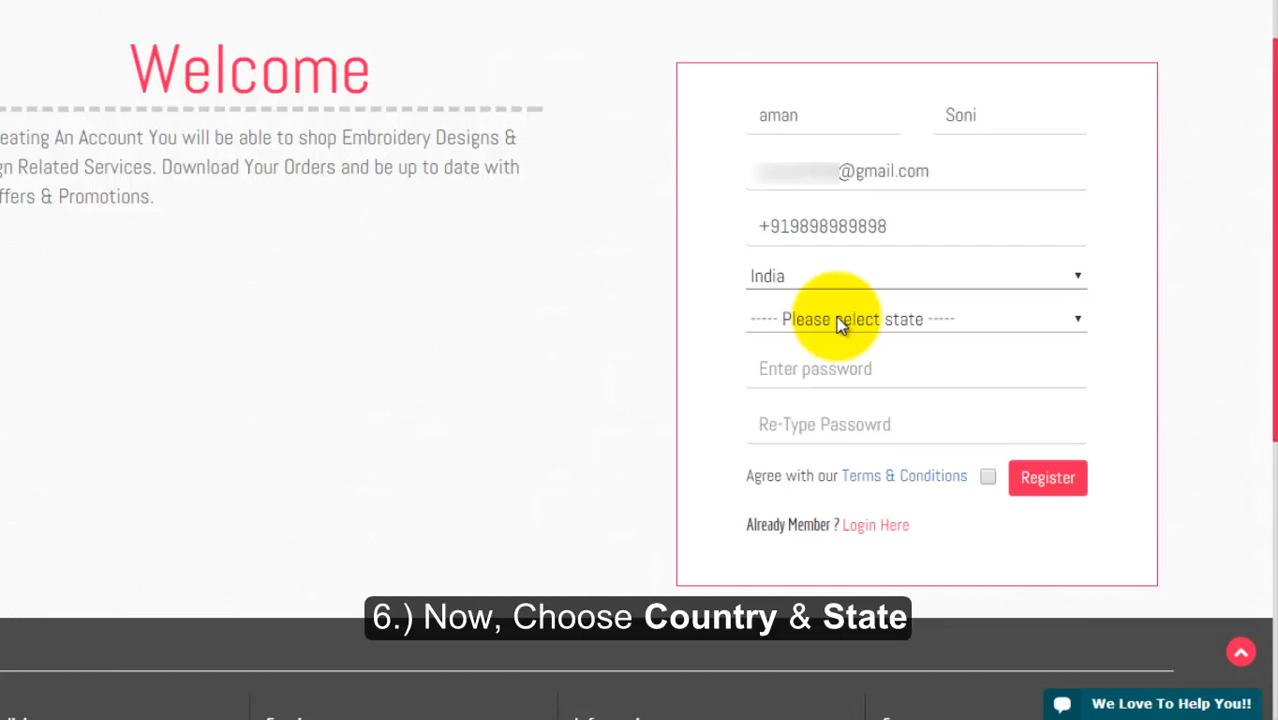 Welcome
eating An Account You will be able to shop Embroidery Designs &
gn Related Services. Download Your Orders and be up to date with
ffers & Promotions.
aman Soni
@gmail.com
+919898989898
India
----- Please select state -----
Enter password
Re-Type Passowrd
Agree with our Terms & Conditions Register
Already Member ? Login Here
6.) Now, Choose Country & State
We Love To Help You!!